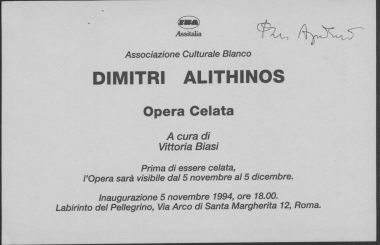 INA
Assitalia
Associazione Culturale Bianco
DIMITRI ALITHINOS
Opera Celata
A cura di
Vittoria Biasi
Prima di essere celata,
l'Opera sarà visibile dal 5 novembre al 5 dicembre.
Inaugurazione 5 novembre 1994, ore 18.00.
Labirinto del Pellegrino, Via Arco di Santa Margherita 12, Roma.